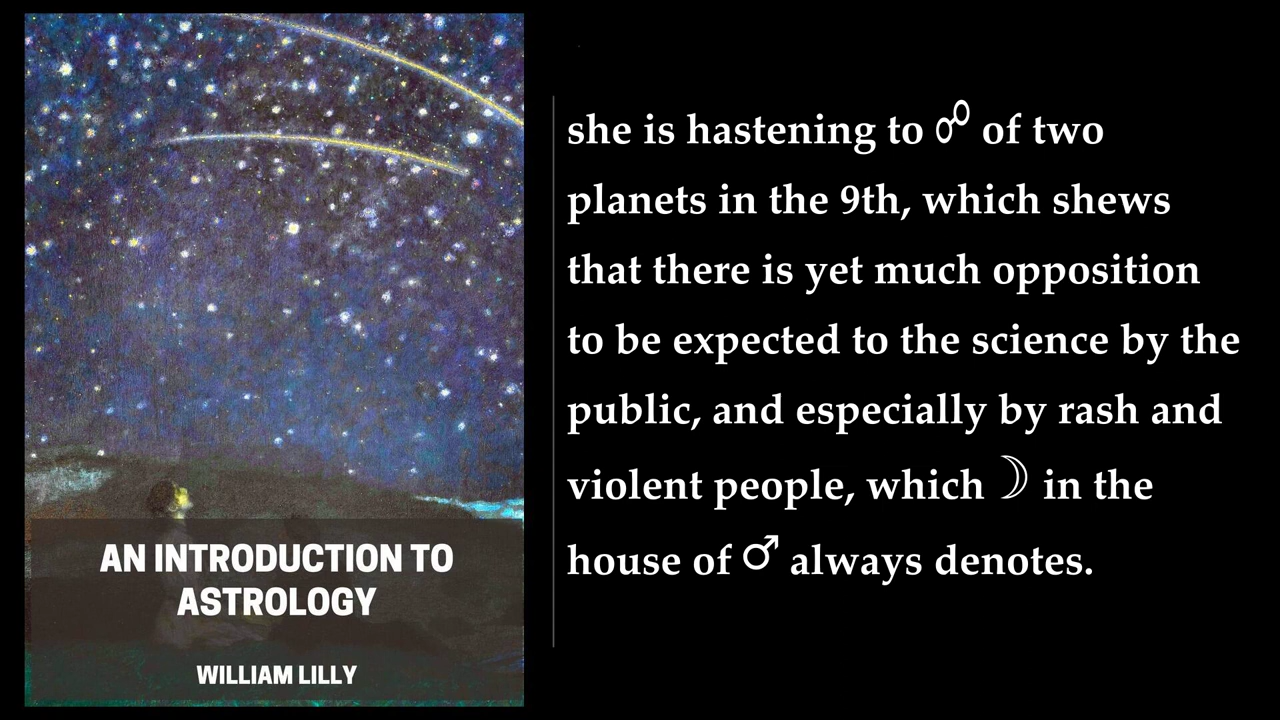 AN INTRODUCTION TO
ASTROLOGY
WILLIAM LILLY
she is hastening to ☍ of two
planets in the 9th, which shews
that there is yet much opposition
to be expected to the science by the
public, and especially by rash and
violent people, which ☽ in the
house of ♂ always denotes.